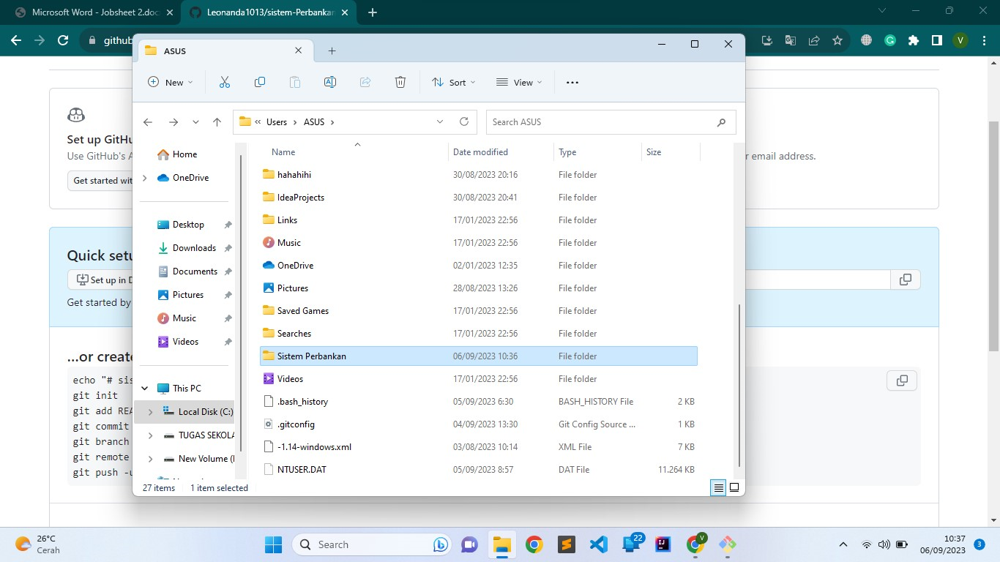 Microsoft Word - Jobsheet 2.doc
Leonanda1013/sistem-Perbankan
github
V
ASUS
New
Sort
View
Users
ASUS
Search ASUS
Name
Date modified
Type
Size
Home
OneDrive
Desktop
Downloads
Documents
Pictures
Music
Videos
This PC
Local Disk (C:)
TUGAS SEKOLA
New Volume (
hahahihi 30/08/2023 20:16 File folder
IdeaProjects 30/08/2023 20:41 File folder
Links 17/01/2023 22:56 File folder
Music 17/01/2023 22:56 File folder
OneDrive 02/01/2023 12:35 File folder
Pictures 28/08/2023 13:26 File folder
Saved Games 17/01/2023 22:56 File folder
Searches 17/01/2023 22:56 File folder
Sistem Perbankan 06/09/2023 10:36 File folder
Videos 17/01/2023 22:56 File folder
.bash_history 05/09/2023 6:30 BASH_HISTORY File 2 KB
.gitconfig 04/09/2023 13:30 Git Config Source ... 1 KB
-1.14-windows.xml 03/08/2023 10:14 XML File 7 KB
NTUSER.DAT 05/09/2023 8:57 DAT File 11.264 KB
27 items
1 item selected
Set up GitHu
Use GitHub's A
r email address.
Get started wit
Quick setu
Set up in D
Get started by
...or create
echo "# sis
git init
git add REA
git commit
git branch
git remote
git push -u
26°C
Cerah
Search
22
V
10:37
06/09/2023
3